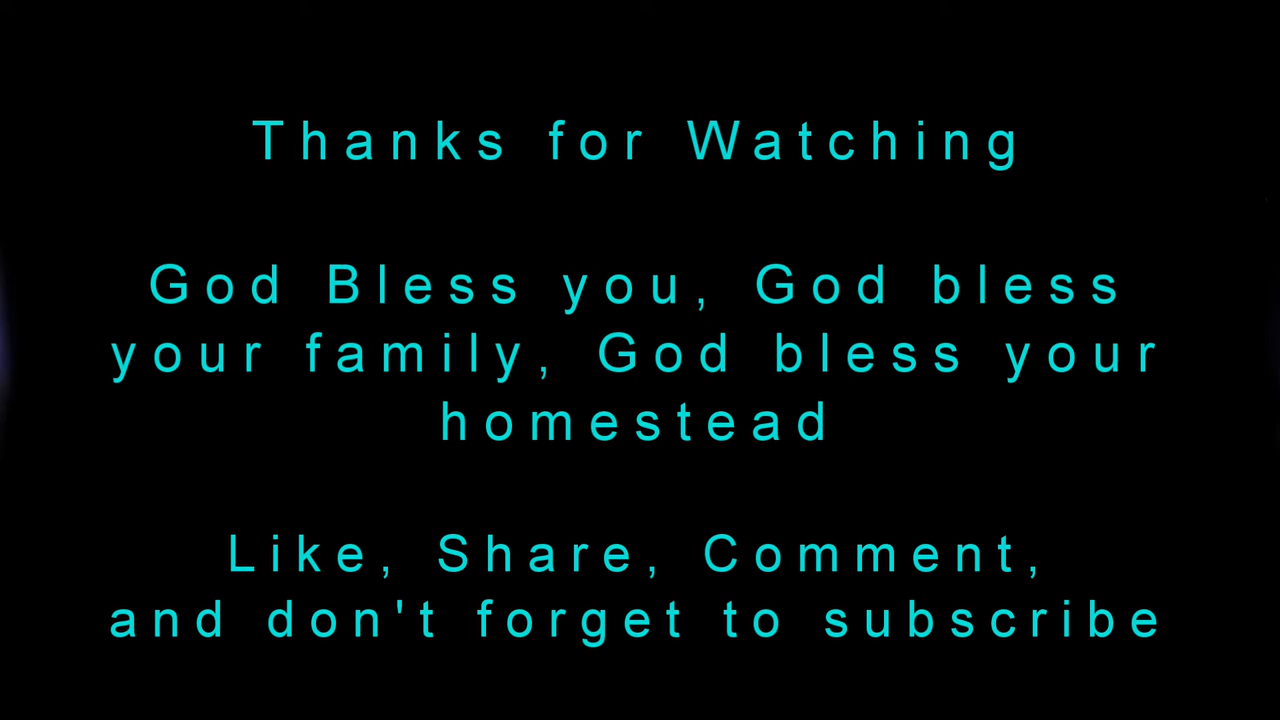 Thanks for Watching
God Bless you, God bless
your family, God bless your
homestead
Like, Share, Comment,
and don't forget to subscribe